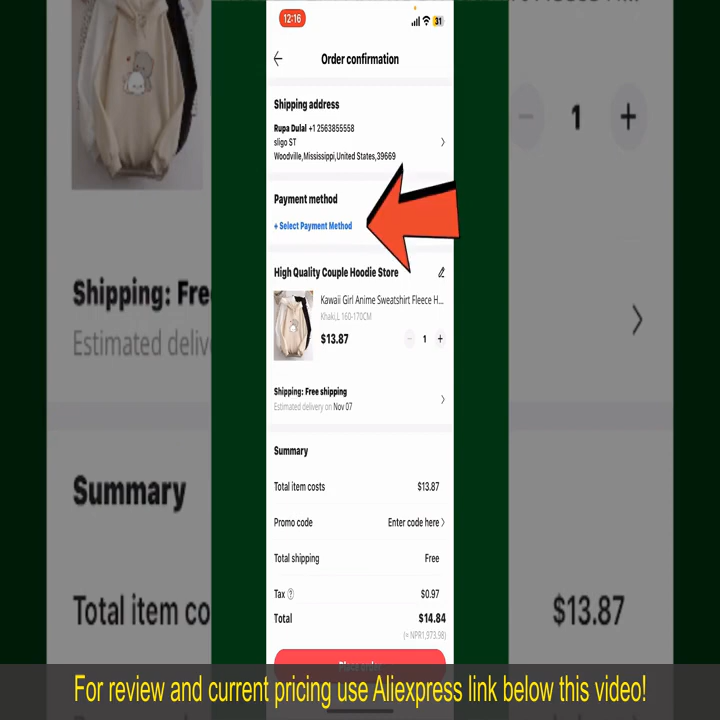 12:16
31
Order confirmation
Shipping address
Rupa Dulal +1 2563855558
sligo ST
Woodville,Mississippi,United States,39669
Payment method
+ Select Payment Method
High Quality Couple Hoodie Store
Kawaii Girl Anime Sweatshirt Fleece H...
Khaki,L 160-170CM
$13.87
1
Shipping: Free shipping
Estimated delivery on Nov 07
Summary
Total item costs $13.87
Promo code Enter code here
Total shipping Free
Tax $0.97
Total $14.84
(≈ NPR1,973.98)
Place order
1
Shipping: Fre
Estimated deliv
Summary
Total item co
$13.87
For review and current pricing use Aliexpress link below this video!